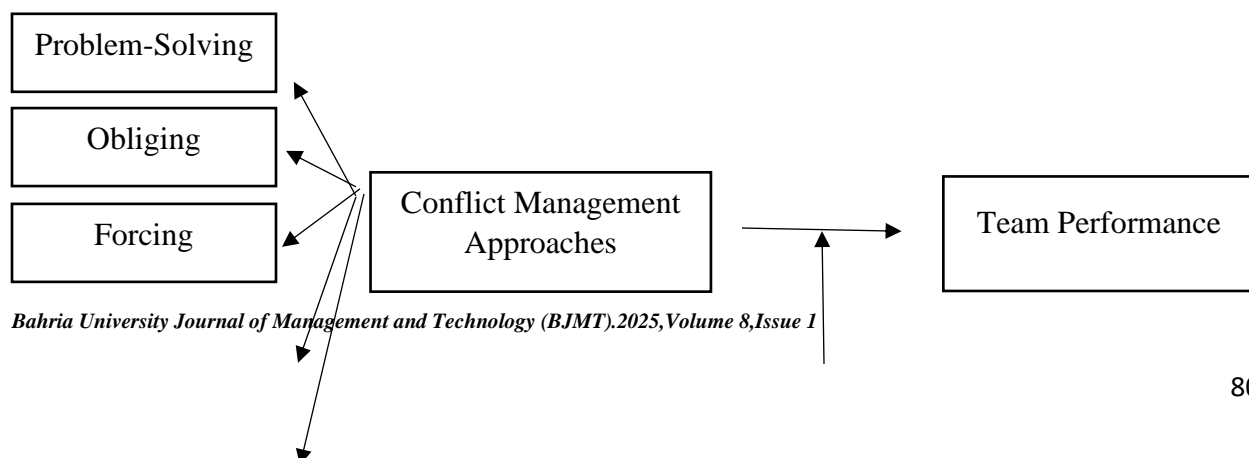 Problem-Solving
Obliging
Forcing
Conflict Management
Approaches
Team Performance
Bahria University Journal of Management and Technology (BJMT).2025,Volume 8,Issue 1